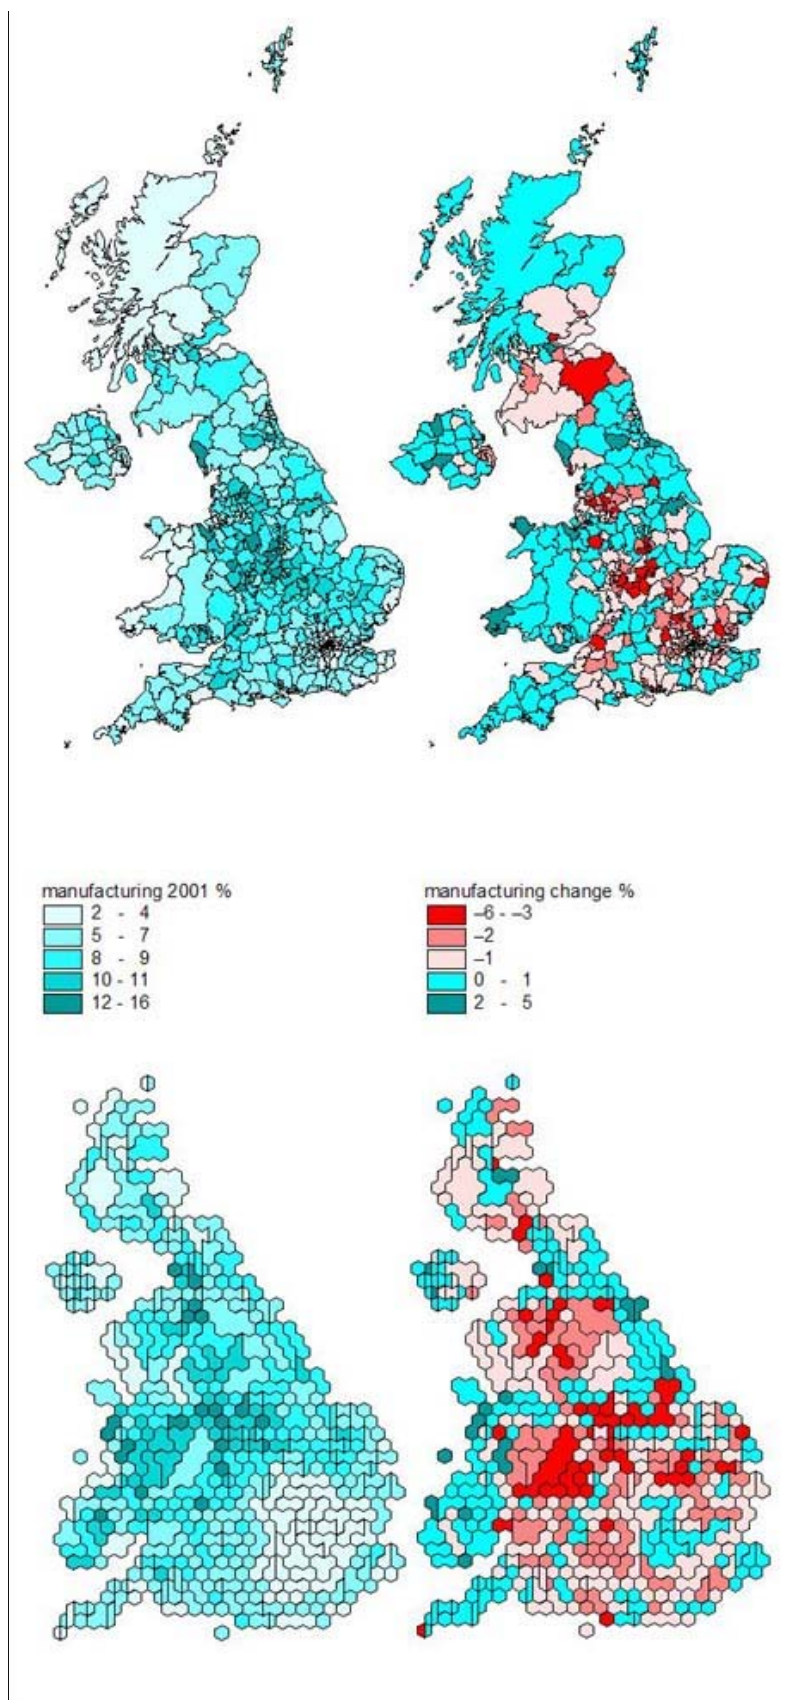 manufacturing 2001 %
2 - 4
5 - 7
8 - 9
10 - 11
12 - 16
manufacturing change %
–6 - –3
–2
–1
0 - 1
2 - 5